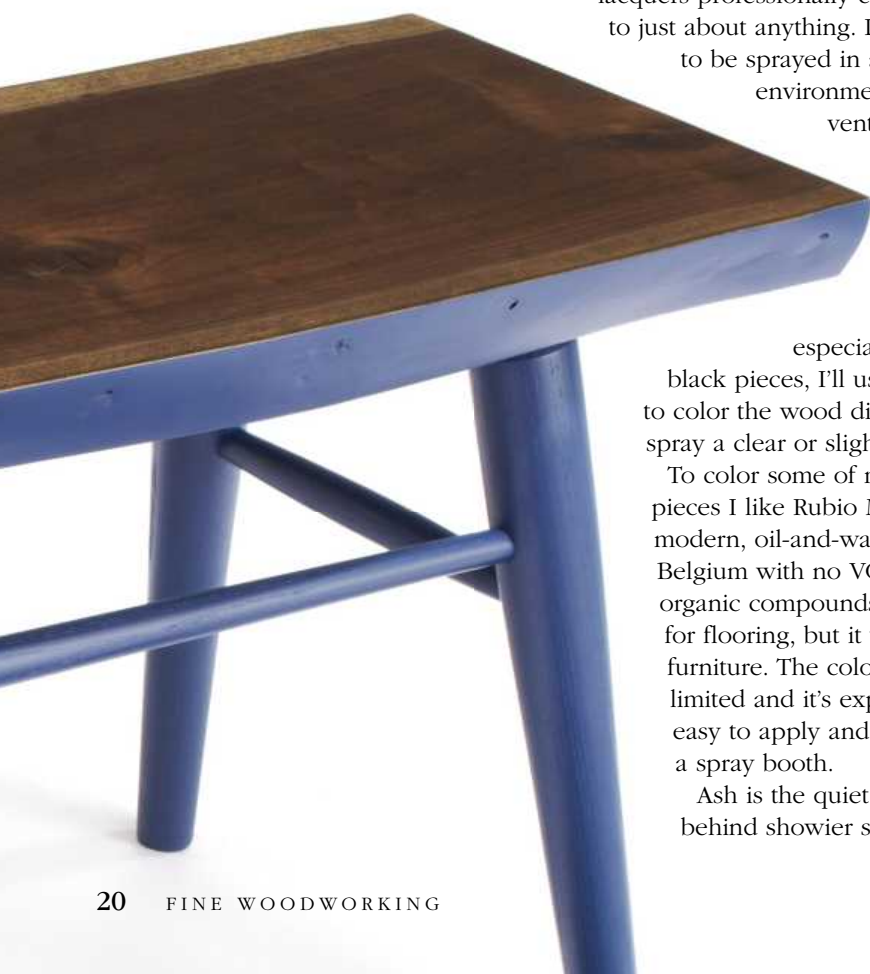 lacquers professionally
to just about anything. I
to be sprayed in
environme
vent
especia
black pieces, I'll us
to color the wood di
spray a clear or sligh
To color some of
pieces I like Rubio M
modern, oil-and-wa
Belgium with no VO
organic compounds
for flooring, but it
furniture. The colo
limited and it's exp
easy to apply and
a spray booth.
Ash is the quiet
behind showier s
20 FINE WOODWORKING